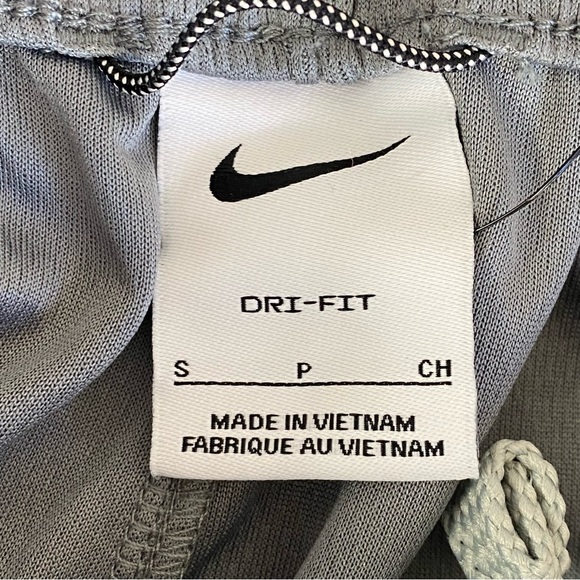 DRI-FIT
S P CH
MADE IN VIETNAM
FABRIQUE AU VIETNAM